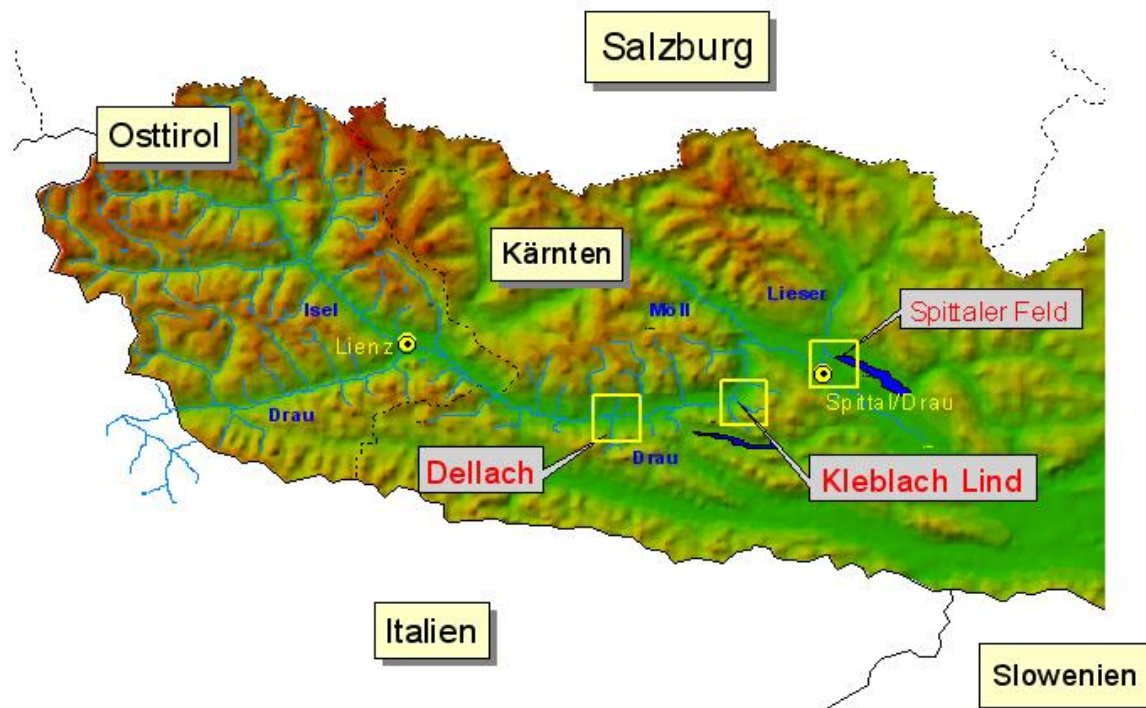 Salzburg
Osttirol
Kärnten
Isel
Möll
Lieser
Spittaler Feld
Lienz
Spittal/Drau
Drau
Dellach
Drau
Kleblach Lind
Italien
Slowenien